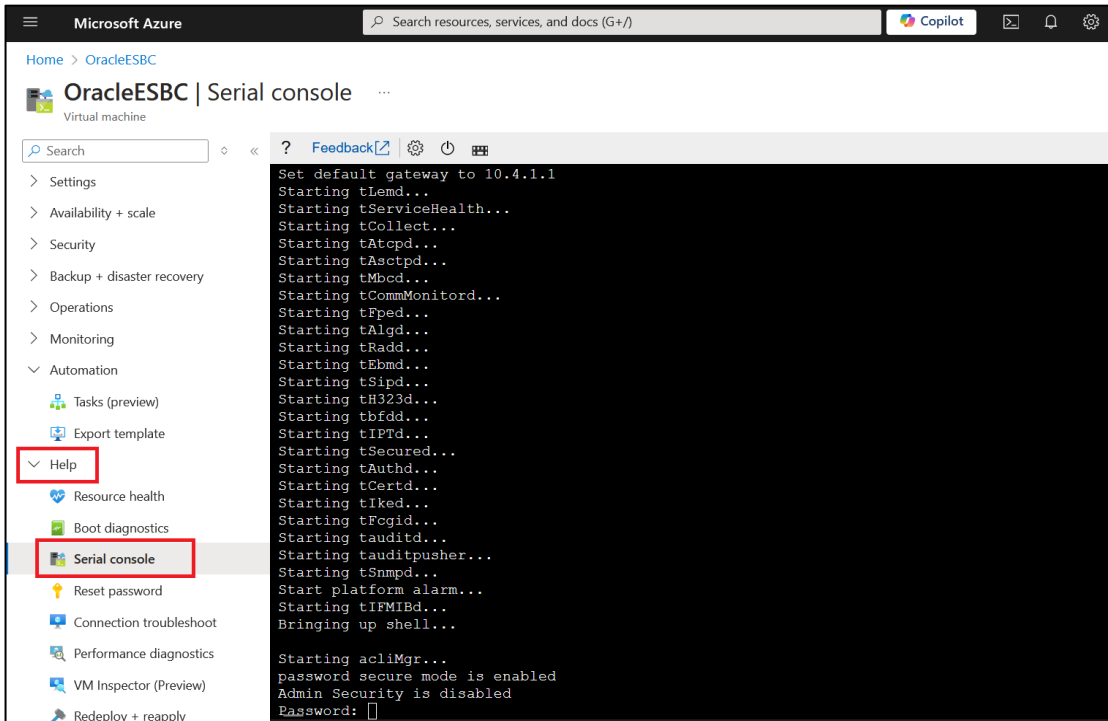 Microsoft Azure
Search resources, services, and docs (G+/)
Copilot
Home > OracleESBC
OracleESBC | Serial console ...
Virtual machine
Search
Settings
Availability + scale
Security
Backup + disaster recovery
Operations
Monitoring
Automation
Tasks (preview)
Export template
Help
Resource health
Boot diagnostics
Serial console
Reset password
Connection troubleshoot
Performance diagnostics
VM Inspector (Preview)
Redeploy + reapply
? Feedback
Set default gateway to 10.4.1.1
Starting tLemd...
Starting tServiceHealth...
Starting tCollect...
Starting tAtcpd...
Starting tAsctpd...
Starting tMbcd...
Starting tCommMonitord...
Starting tFped...
Starting tAlgd...
Starting tRadd...
Starting tEbmd...
Starting tSipd...
Starting tH323d...
Starting tbfdd...
Starting tIPTd...
Starting tSecured...
Starting tAuthd...
Starting tCertd...
Starting tIked...
Starting tFcgid...
Starting tauditd...
Starting tauditpusher...
Starting tSnmpd...
Start platform alarm...
Starting tIFMIBd...
Bringing up shell...
Starting acliMgr...
password secure mode is enabled
Admin Security is disabled
Password: